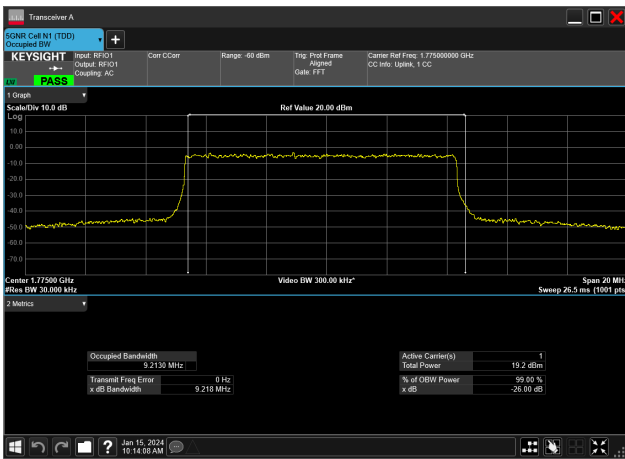 Transceiver A
5GNR Cell N1 (TDD)
Occupied BW
KEYSIGHT
LXI
PASS
Input: RFIO1
Output: RFIO1
Coupling: AC
Corr CCorr
Range: -60 dBm
Trig: Prot Frame
Aligned
Gate: FFT
Carrier Ref Freq: 1.775000000 GHz
CC Info: Uplink, 1 CC
1 Graph
Scale/Div 10.0 dB
Ref Value 20.00 dBm
Log
10.0
0.00
-10.0
-20.0
-30.0
-40.0
-50.0
-60.0
-70.0
Center 1.77500 GHz
Video BW 300.00 kHz*
Span 20 MHz
#Res BW 30.000 kHz
Sweep 26.5 ms (1001 pts
2 Metrics
Occupied Bandwidth
9.2130 MHz
Transmit Freq Error 0 Hz
x dB Bandwidth 9.218 MHz
Active Carrier(s) 1
Total Power 19.2 dBm
% of OBW Power 99.00 %
x dB -26.00 dB
Jan 15, 2024
10:14:08 AM